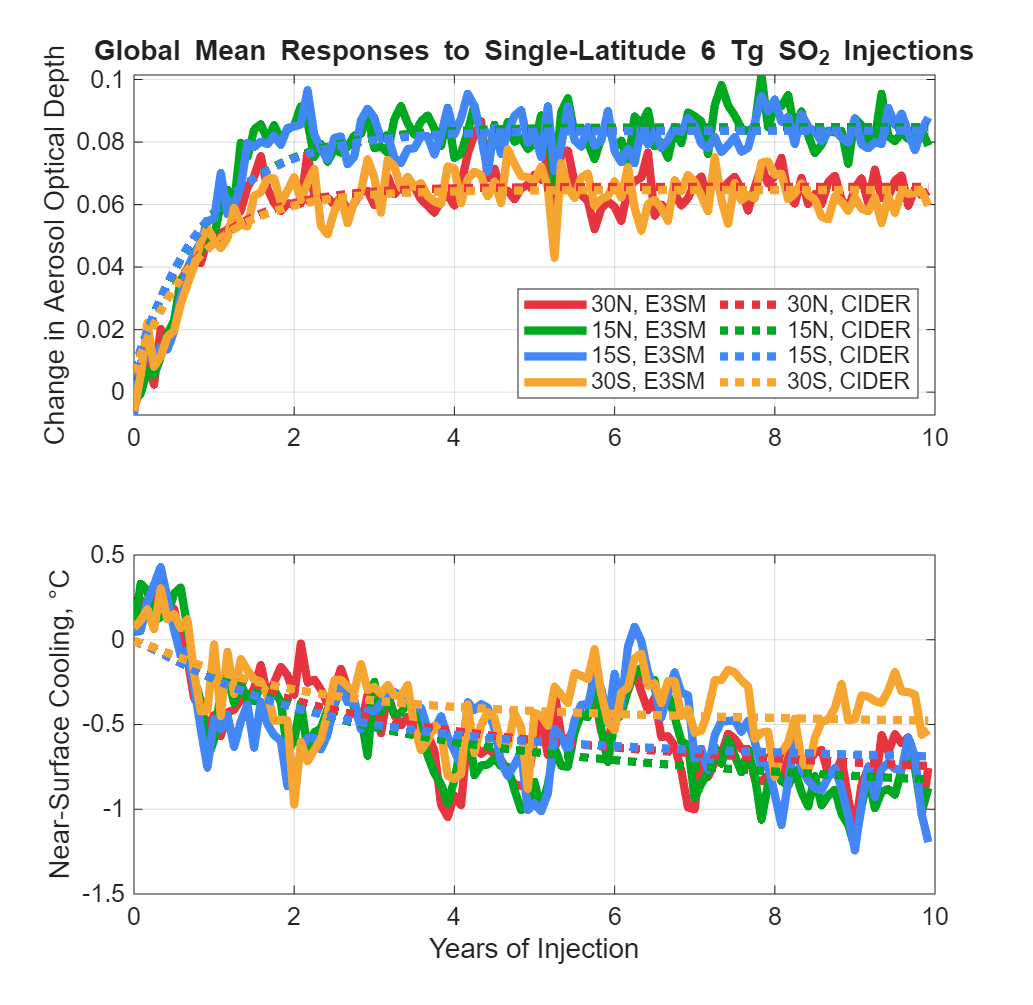 Global Mean Responses to Single-Latitude 6 Tg SO₂ Injections
Change in Aerosol Optical Depth
0.1
0.08
0.06
0.04
0.02
0
0 2 4 6 8 10
30N, E3SM 30N, CIDER
15N, E3SM 15N, CIDER
15S, E3SM 15S, CIDER
30S, E3SM 30S, CIDER
Near-Surface Cooling, °C
0.5
0
-0.5
-1
-1.5
0 2 4 6 8 10
Years of Injection